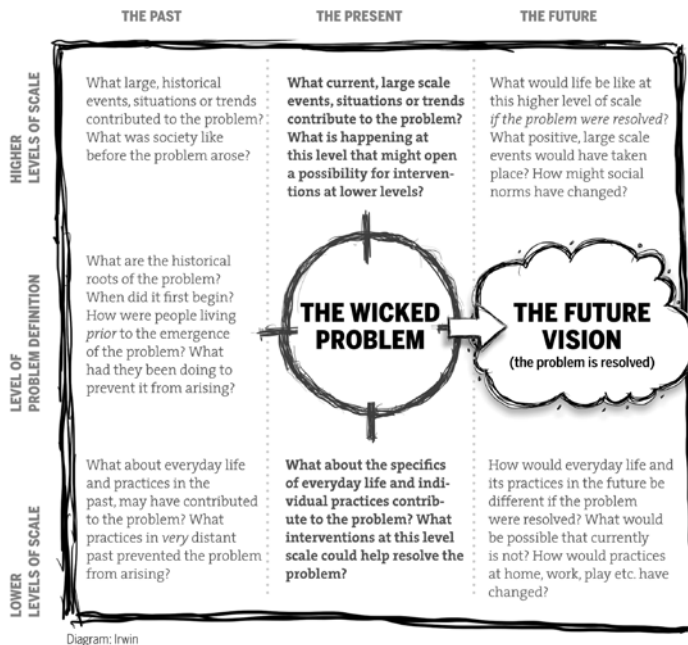 THE PAST
THE PRESENT
THE FUTURE
HIGHER
LEVELS OF SCALE
What large, historical
events, situations or trends
contributed to the problem?
What was society like
before the problem arose?
What current, large scale
events, situations or trends
contribute to the problem?
What is happening at
this level that might open
a possibility for interven-
tions at lower levels?
What would life be like at
this higher level of scale
if the problem were resolved?
What positive, large scale
events would have taken
place? How might social
norms have changed?
LEVEL OF
PROBLEM DEFINITION
What are the historical
roots of the problem?
When did it first begin?
How were people living
prior to the emergence
of the problem? What
had they been doing to
prevent it from arising?
THE WICKED
PROBLEM
THE FUTURE
VISION
(the problem is resolved)
LOWER
LEVELS OF SCALE
What about everyday life
and practices in the
past, may have contributed
to the problem? What
practices in very distant
past prevented the problem
from arising?
What about the specifics
of everyday life and indi-
vidual practices contrib-
ute to the problem? What
interventions at this level
scale could help resolve the
problem?
How would everyday life and
its practices in the future be
different if the problem
were resolved? What would
be possible that currently
is not? How would practices
at home, work, play etc. have
changed?
Diagram: Irwin